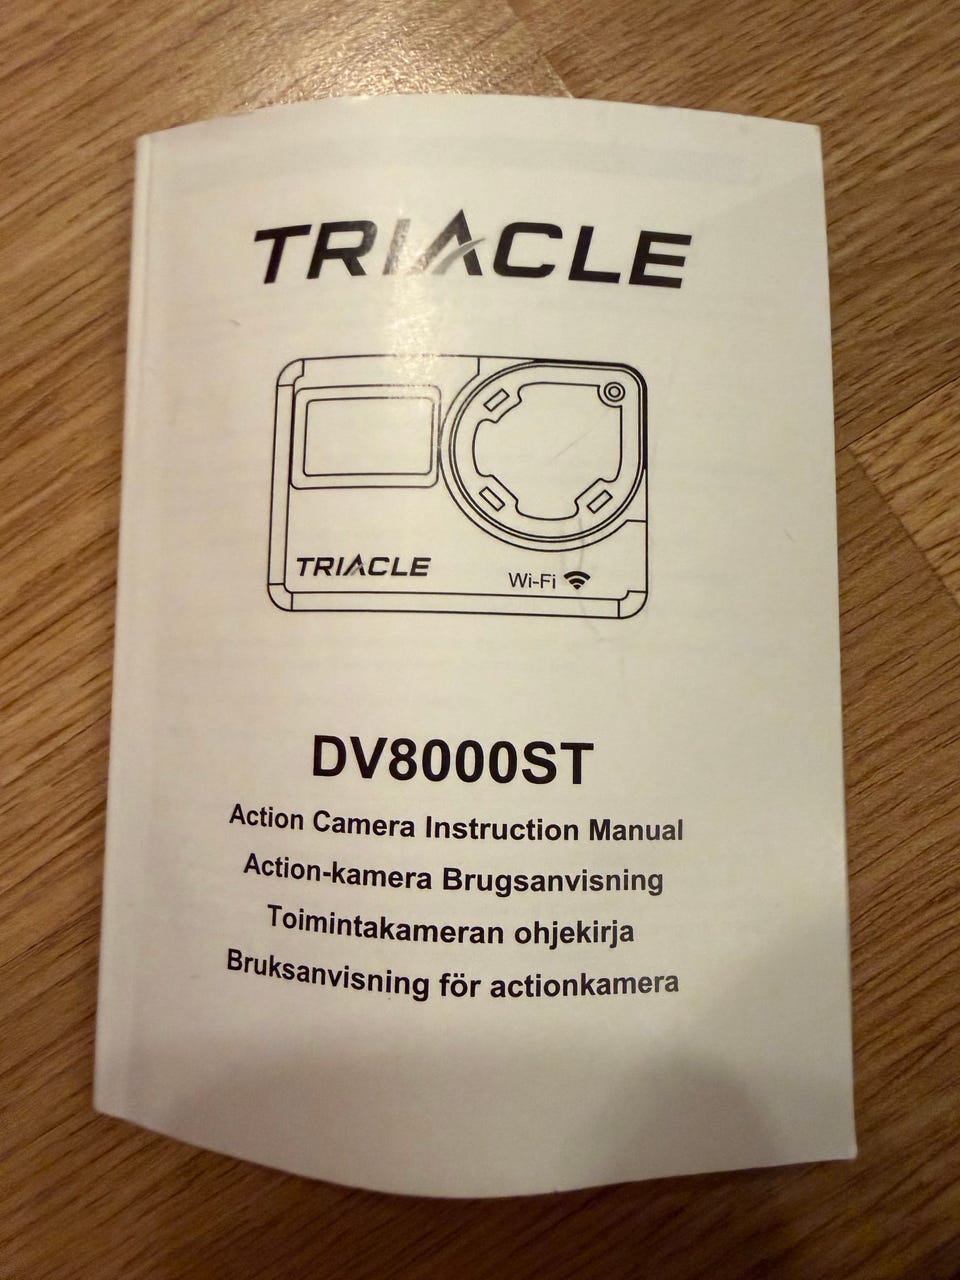 TRIACLE
TRIACLE
Wi-Fi
DV8000ST
Action Camera Instruction Manual
Action-kamera Brugsanvisning
Toimintakameran ohjekirja
Bruksanvisning för actionkamera